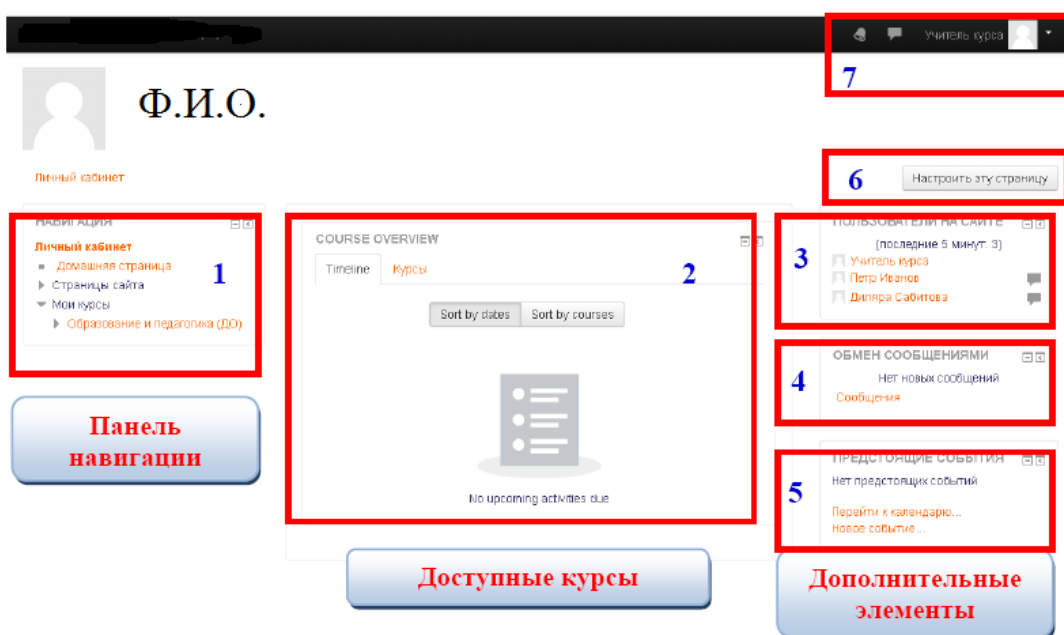 Учитель курса
7
Ф.И.О.
Личный кабинет
6
Настроить эту страницу
НАВИГАЦИЯ
Личный кабинет
Домашняя страница
Страницы сайта
Мои курсы
Образование и педагогика (ДО)
1
Панель
навигации
COURSE OVERVIEW
2
Timeline Курсы
Sort by dates Sort by courses
No upcoming activities due
Доступные курсы
ПОЛЬЗОВАТЕЛИ НА САЙТЕ
3
(последние 5 минут: 3)
Учитель курса
Петр Иванов
Диляра Сабитова
ОБМЕН СООБЩЕНИЯМИ
4
Нет новых сообщений
Сообщения
ПРЕДСТОЯЩИЕ СОБЫТИЯ
5
Нет предстоящих событий
Перейти к календарю...
Новое событие...
Дополнительные
элементы